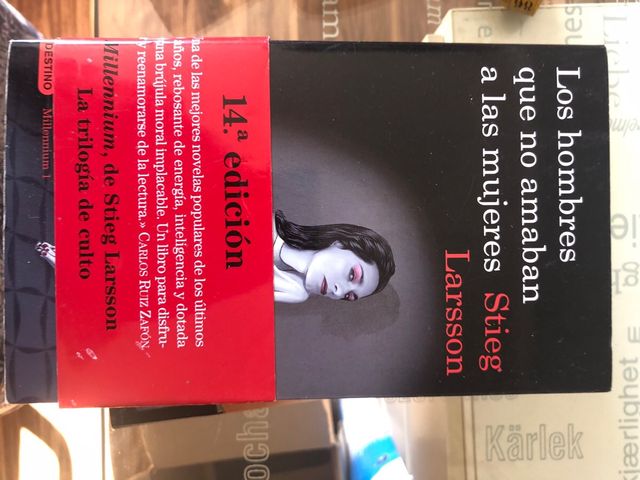 Los hombres
que no amaban
a las mujeres Stieg
Larsson
14.ª edición
na de las mejores novelas populares de los últimos
años, rebosante de energía, inteligencia y dotada
una brújula moral implacable. Un libro para disfru-
y reenamorarse de la lectura.» CARLOS RUIZ ZAFÓN
Millennium, de Stieg Larsson
La trilogía de culto
DESTINO
Millennium 1
Kärlek
kjærlighet